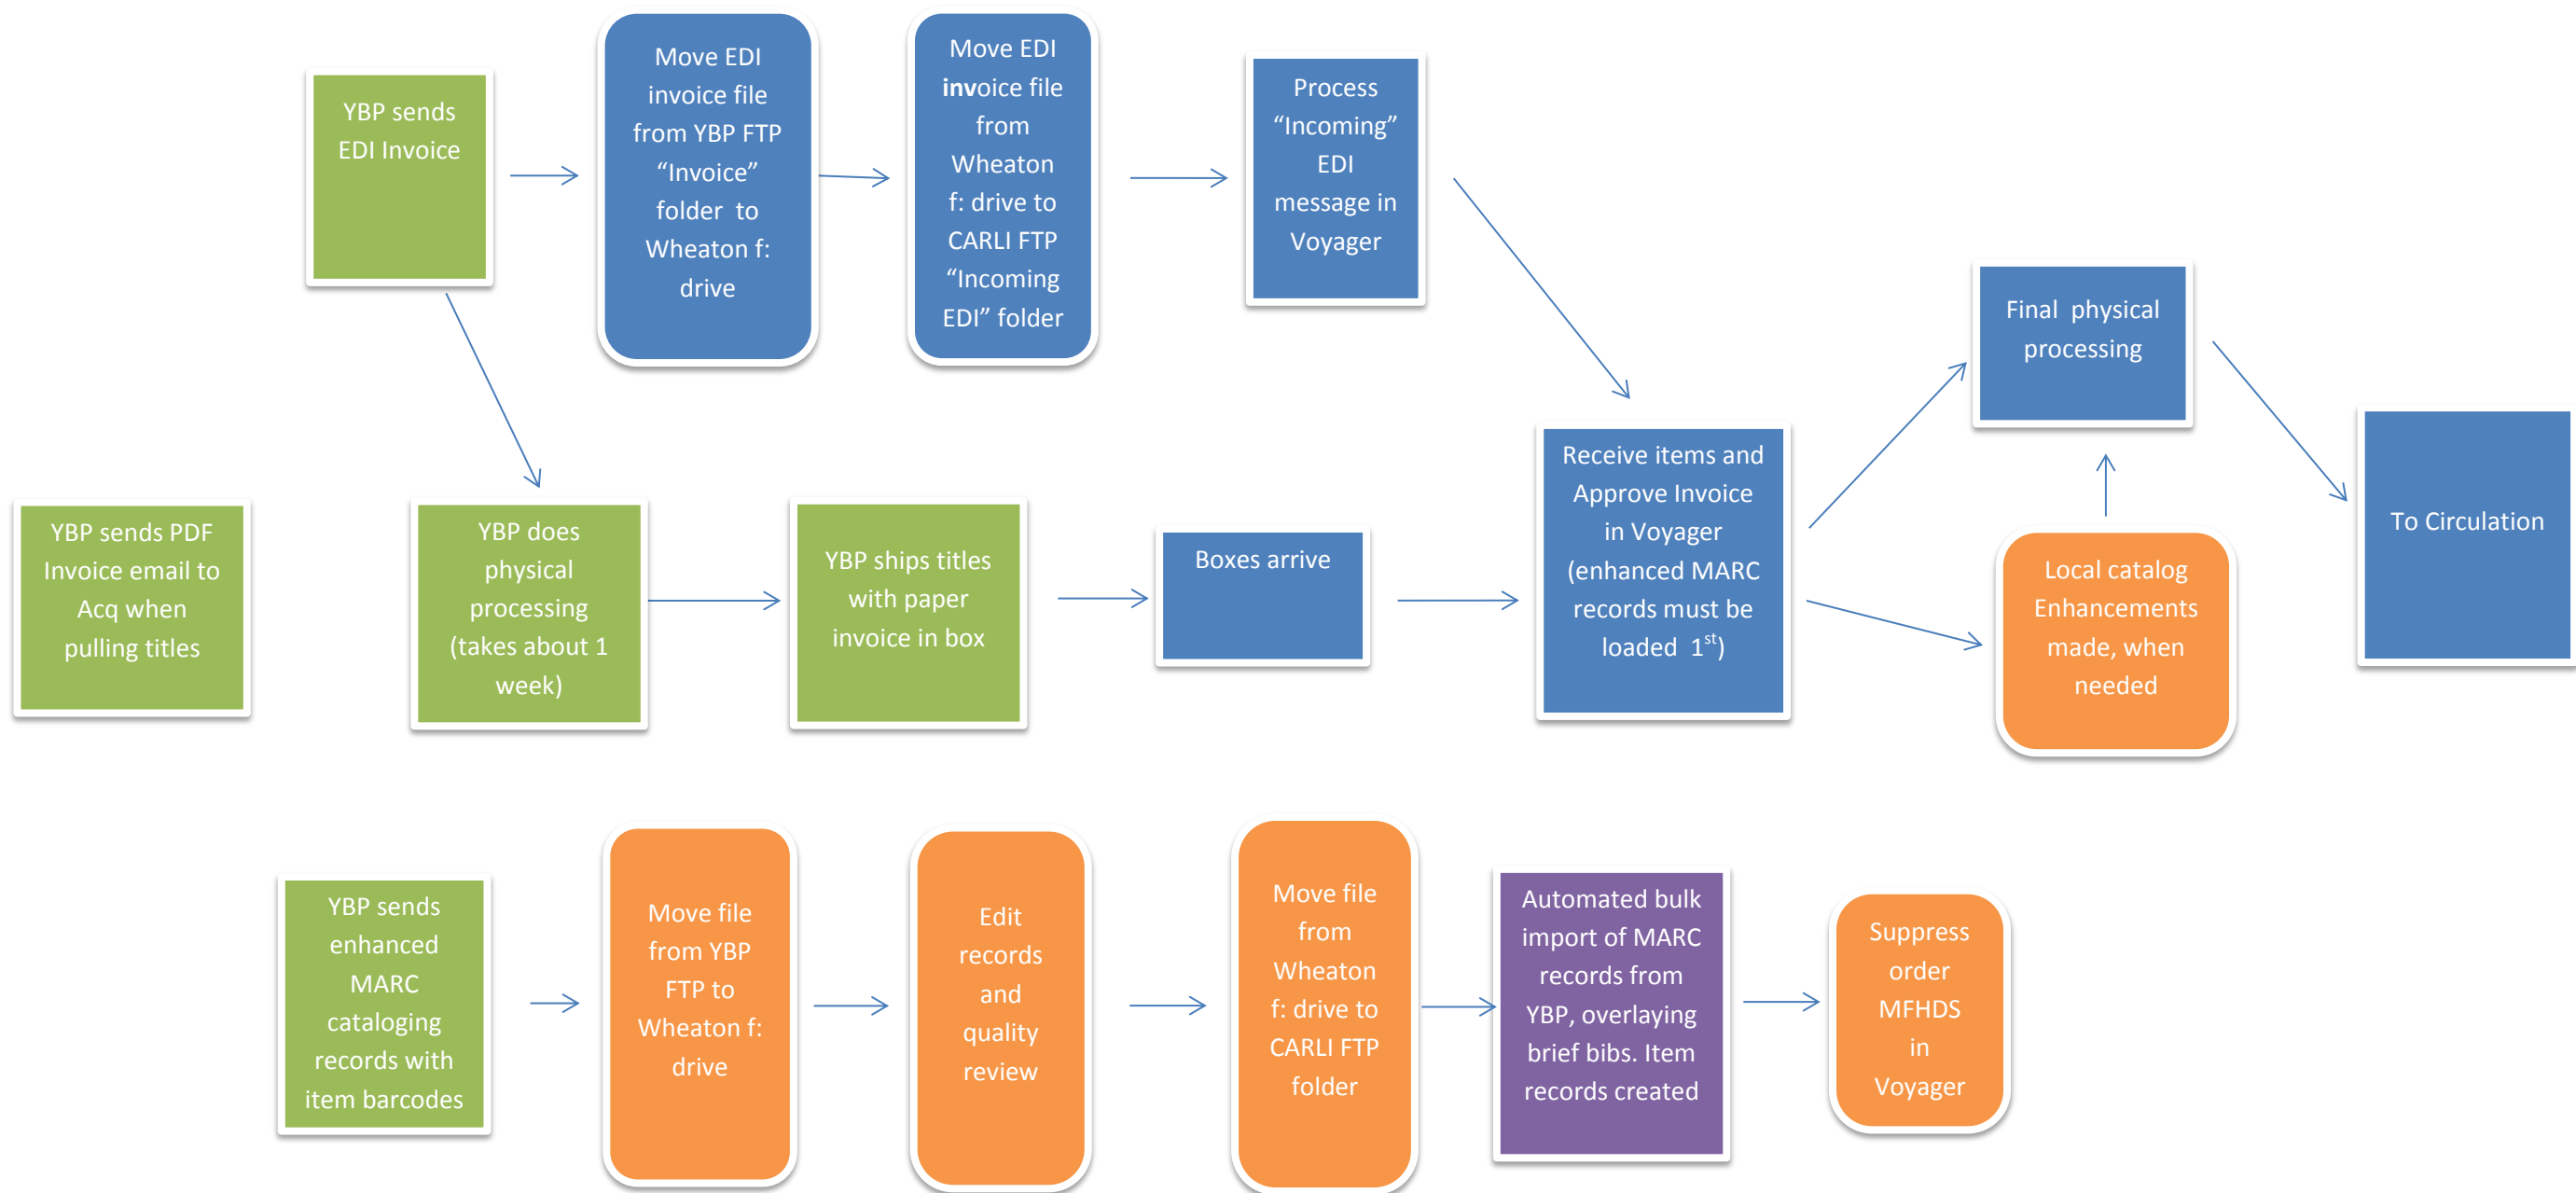 YBP sends
EDI Invoice
Move EDI
invoice file
from YBP FTP
“Invoice”
folder to
Wheaton f:
drive
Move EDI
invoice file
from
Wheaton
f: drive to
CARLI FTP
“Incoming
EDI” folder
Process
“Incoming”
EDI
message in
Voyager
Final physical
processing
To Circulation
YBP sends PDF
Invoice email to
Acq when
pulling titles
YBP does
physical
processing
(takes about 1
week)
YBP ships titles
with paper
invoice in box
Boxes arrive
Receive items and
Approve Invoice
in Voyager
(enhanced MARC
records must be
loaded 1st)
Local catalog
Enhancements
made, when
needed
YBP sends
enhanced
MARC
cataloging
records with
item barcodes
Move file
from YBP
FTP to
Wheaton f:
drive
Edit
records
and
quality
review
Move file
from
Wheaton
f: drive to
CARLI FTP
folder
Automated bulk
import of MARC
records from
YBP, overlaying
brief bibs. Item
records created
Suppress
order
MFHDS
in
Voyager